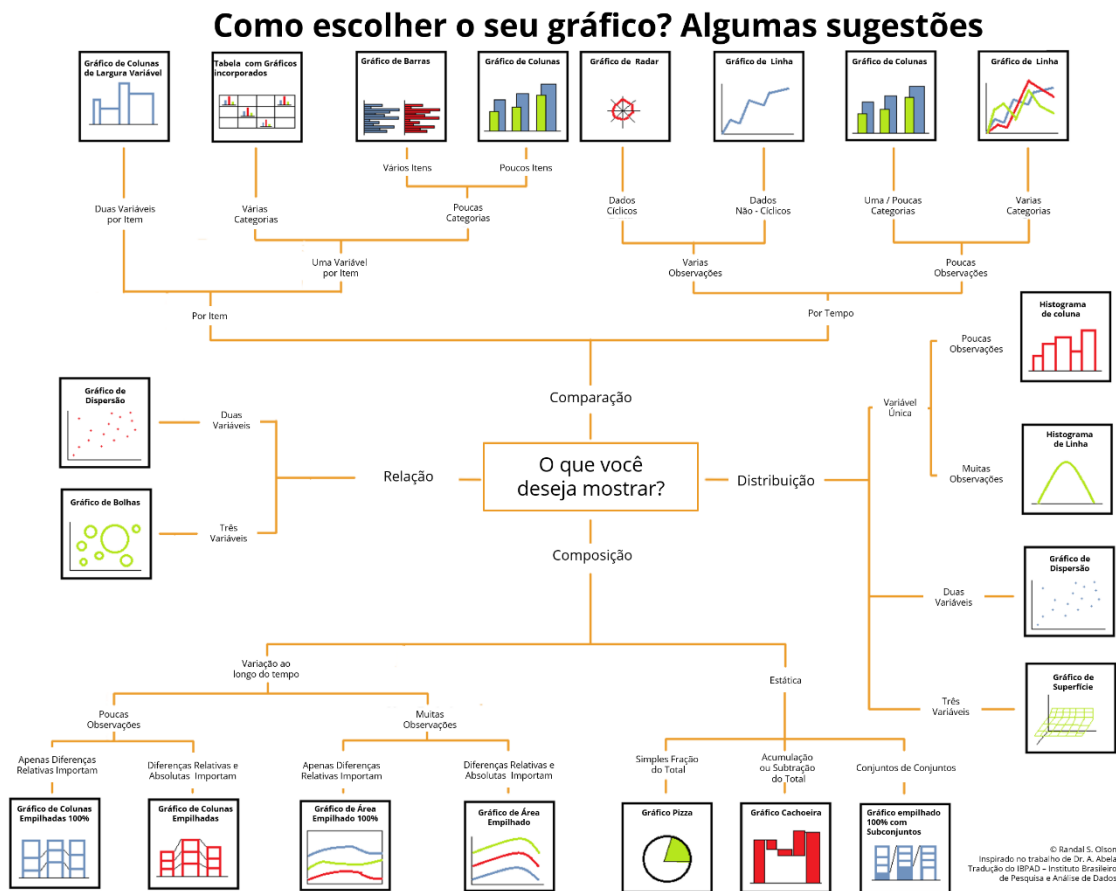 Como escolher o seu gráfico? Algumas sugestões
Gráfico de Colunas
de Largura Variável
Tabela com Gráficos
incorporados
Gráfico de Barras
Gráfico de Colunas
Gráfico de Radar
Gráfico de Linha
Gráfico de Colunas
Gráfico de Linha
Vários Itens
Poucos Itens
Duas Variáveis
por Item
Várias
Categorias
Poucas
Categorias
Dados
Cíclicos
Dados
Não - Cíclicos
Uma / Poucas
Categorias
Varias
Categorias
Uma Variável
por Item
Varias
Observações
Poucas
Observações
Por Item
Por Tempo
Histograma
de coluna
Poucas
Observações
Comparação
Variável
Única
Gráfico de
Dispersão
Duas
Variáveis
Histograma
de Linha
Relação
O que você
deseja mostrar?
Distribuição
Muitas
Observações
Gráfico de Bolhas
Três
Variáveis
Composição
Gráfico de
Dispersão
Duas
Variáveis
Variação ao
longo do tempo
Estática
Gráfico de
Superfície
Três
Variáveis
Poucas
Observações
Muitas
Observações
Apenas Diferenças
Relativas Importam
Diferenças Relativas e
Absolutas Importam
Apenas Diferenças
Relativas Importam
Diferenças Relativas e
Absolutas Importam
Simples Fração
do Total
Acumulação
ou Subtração
do Total
Conjuntos de Conjuntos
Gráfico de Colunas
Empilhadas 100%
Gráfico de Colunas
Empilhadas
Gráfico de Área
Empilhado 100%
Gráfico de Área
Empilhado
Gráfico Pizza
Gráfico Cachoeira
Gráfico empilhado
100% com
Subconjuntos
© Randal S. Olson
Inspirado no trabalho de Dr. A. Abela
Tradução do IBPAD – Instituto Brasileiro
de Pesquisa e Análise de Dados